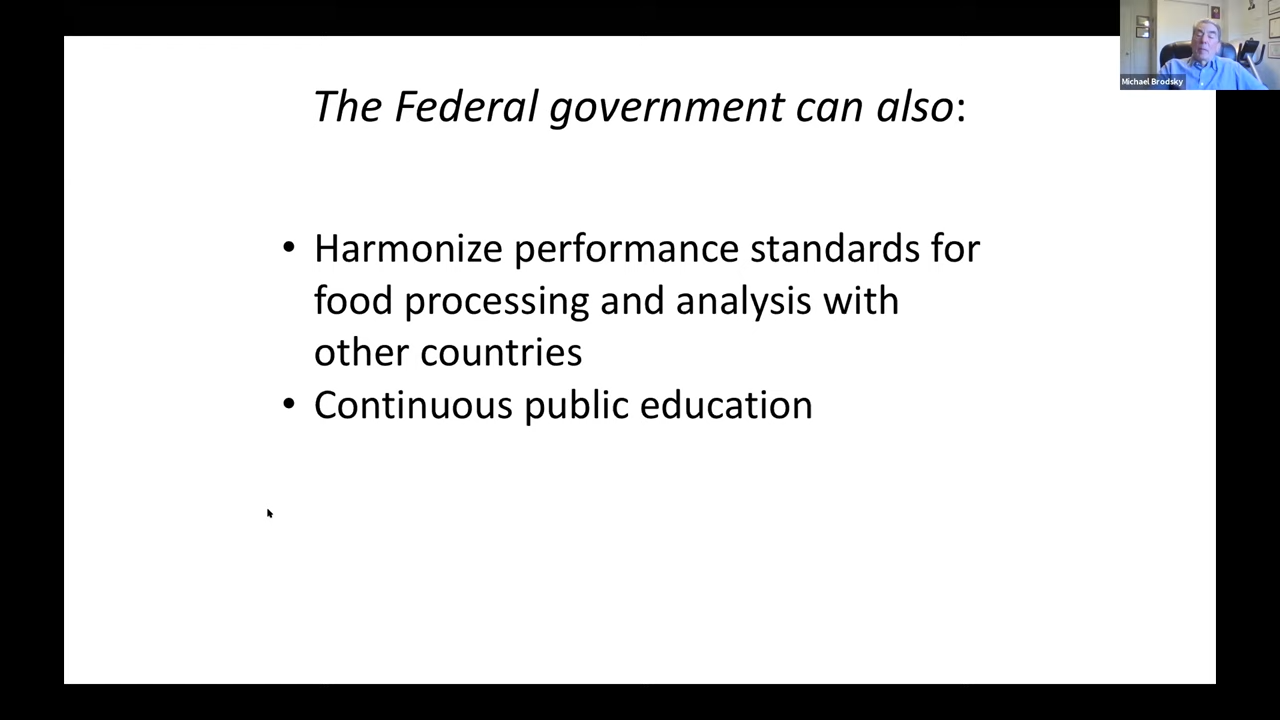 Michael Brodsky
The Federal government can also:
• Harmonize performance standards for
food processing and analysis with
other countries
• Continuous public education